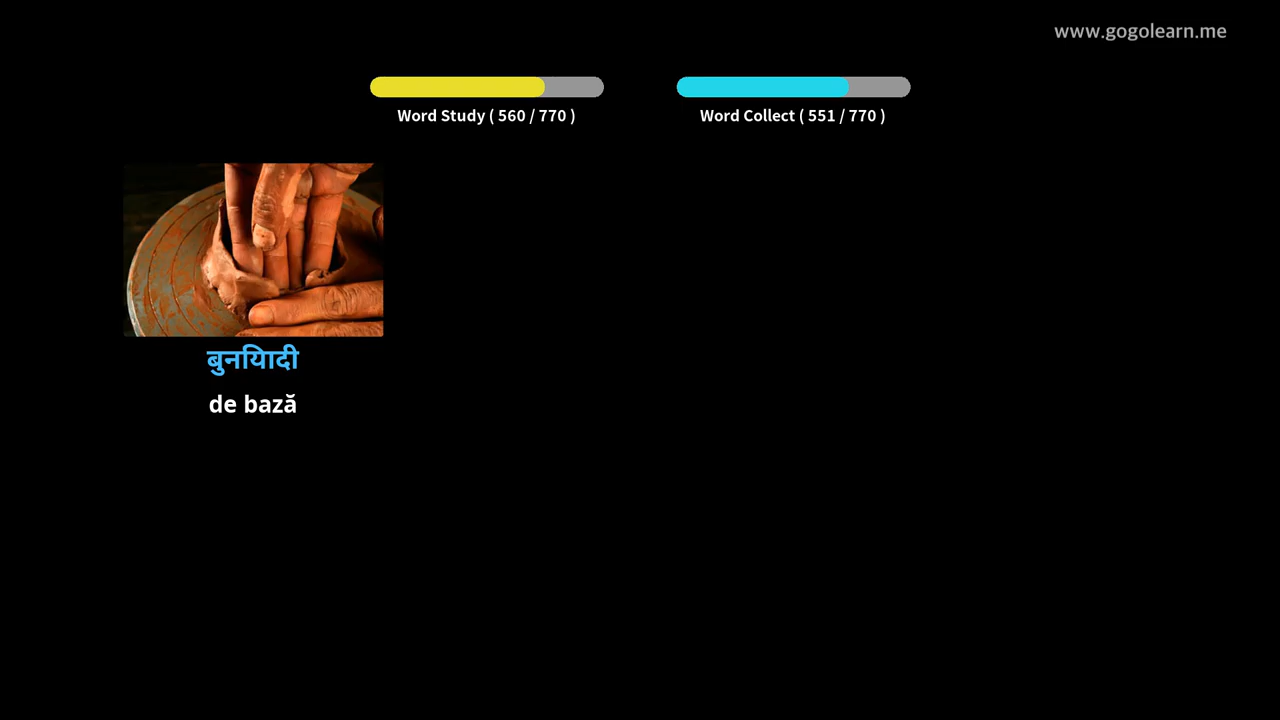 www.gogolearn.me
Word Study ( 560 / 770 )
Word Collect ( 551 / 770 )
बुनियादी
de bază